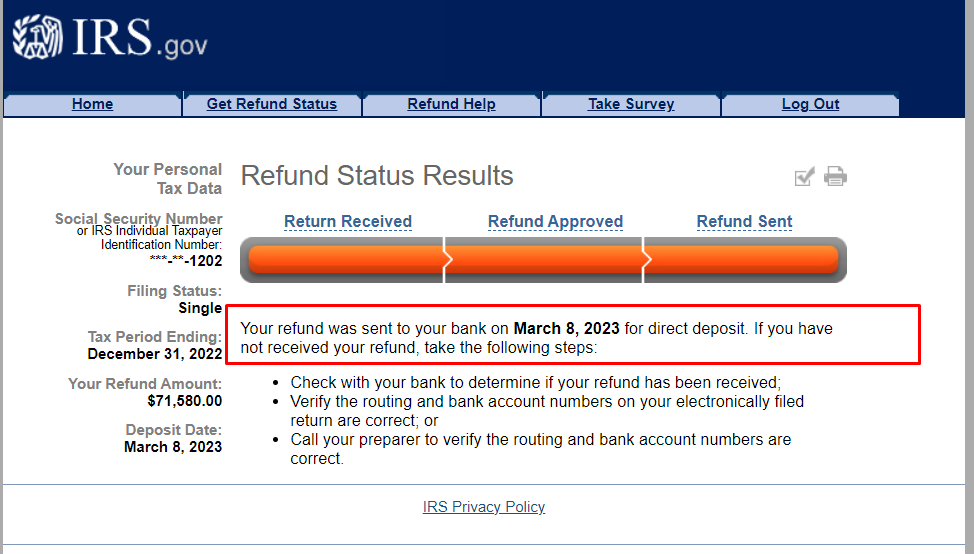 IRS.gov
Home Get Refund Status Refund Help Take Survey Log Out
Your Personal
Tax Data
Social Security Number
or IRS Individual Taxpayer
Identification Number:
***-**-1202
Filing Status:
Single
Tax Period Ending:
December 31, 2022
Your Refund Amount:
$71,580.00
Deposit Date:
March 8, 2023
Refund Status Results
Return Received Refund Approved Refund Sent
Your refund was sent to your bank on March 8, 2023 for direct deposit. If you have
not received your refund, take the following steps:
• Check with your bank to determine if your refund has been received;
• Verify the routing and bank account numbers on your electronically filed
return are correct; or
• Call your preparer to verify the routing and bank account numbers are
correct.
IRS Privacy Policy